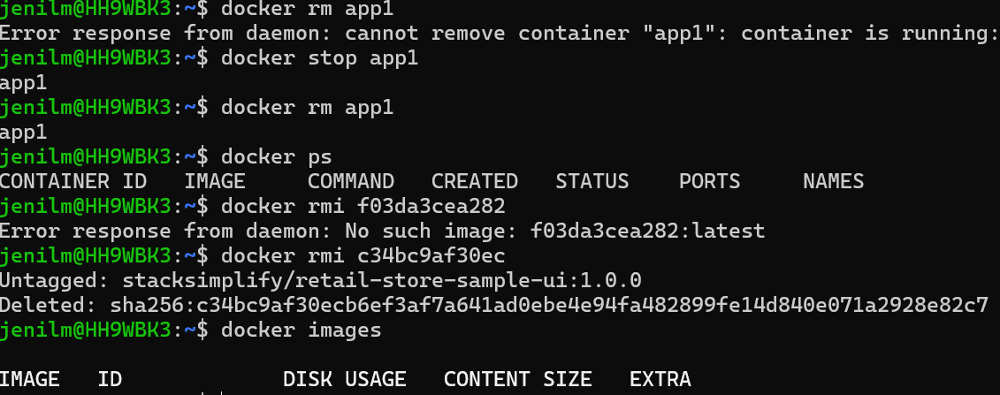 jenilm@HH9WBK3:~$ docker rm app1
Error response from daemon: cannot remove container "app1": container is running:
jenilm@HH9WBK3:~$ docker stop app1
app1
jenilm@HH9WBK3:~$ docker rm app1
app1
jenilm@HH9WBK3:~$ docker ps
CONTAINER ID   IMAGE     COMMAND   CREATED   STATUS    PORTS     NAMES
jenilm@HH9WBK3:~$ docker rmi f03da3cea282
Error response from daemon: No such image: f03da3cea282:latest
jenilm@HH9WBK3:~$ docker rmi c34bc9af30ec
Untagged: stacksimplify/retail-store-sample-ui:1.0.0
Deleted: sha256:c34bc9af30ecb6ef3af7a641ad0ebe4e94fa482899fe14d840e071a2928e82c7
jenilm@HH9WBK3:~$ docker images
IMAGE   ID             DISK USAGE   CONTENT SIZE   EXTRA